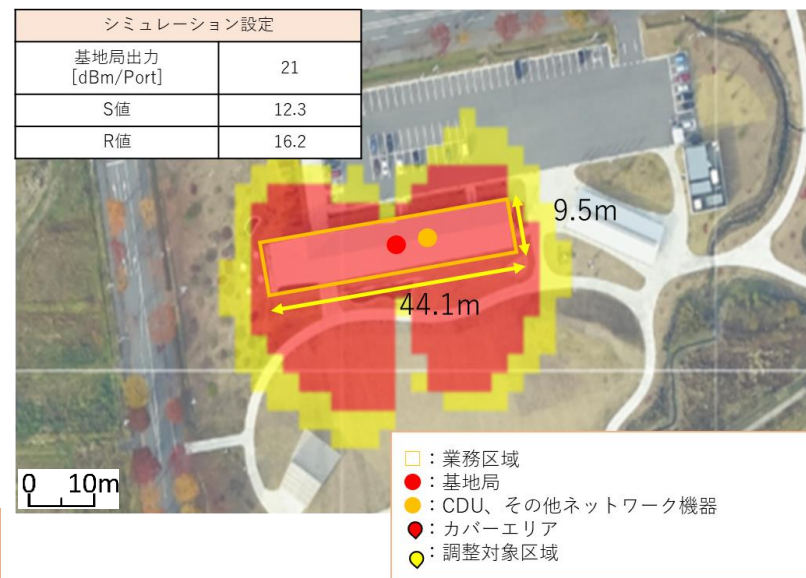 シミュレーション設定
基地局出力
[dBm/Port]
21
S値
12.3
R値
16.2
9.5m
44.1m
0 10m
：業務区域
：基地局
：CDU、その他ネットワーク機器
：カバーエリア
：調整対象区域